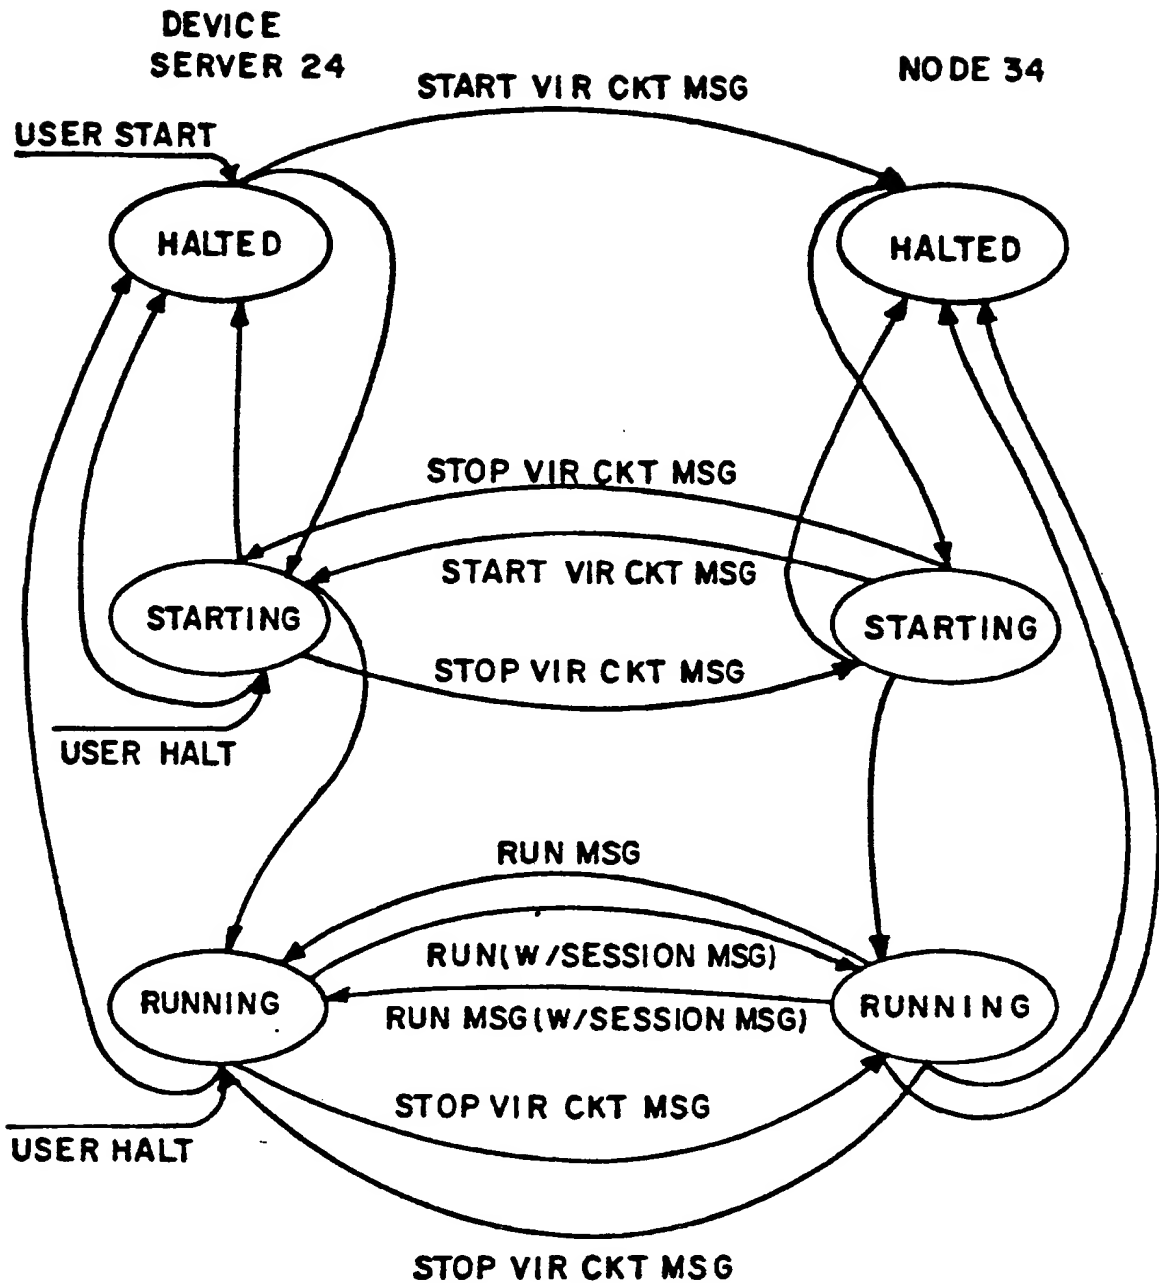 DEVICE
SERVER 24
NODE 34
START VIR CKT MSG
USER START
HALTED
HALTED
STOP VIR CKT MSG
START VIR CKT MSG
STARTING
STARTING
STOP VIR CKT MSG
USER HALT
RUN MSG
RUN(W/SESSION MSG)
RUNNING
RUNNING
RUN MSG(W/SESSION MSG)
STOP VIR CKT MSG
USER HALT
STOP VIR CKT MSG